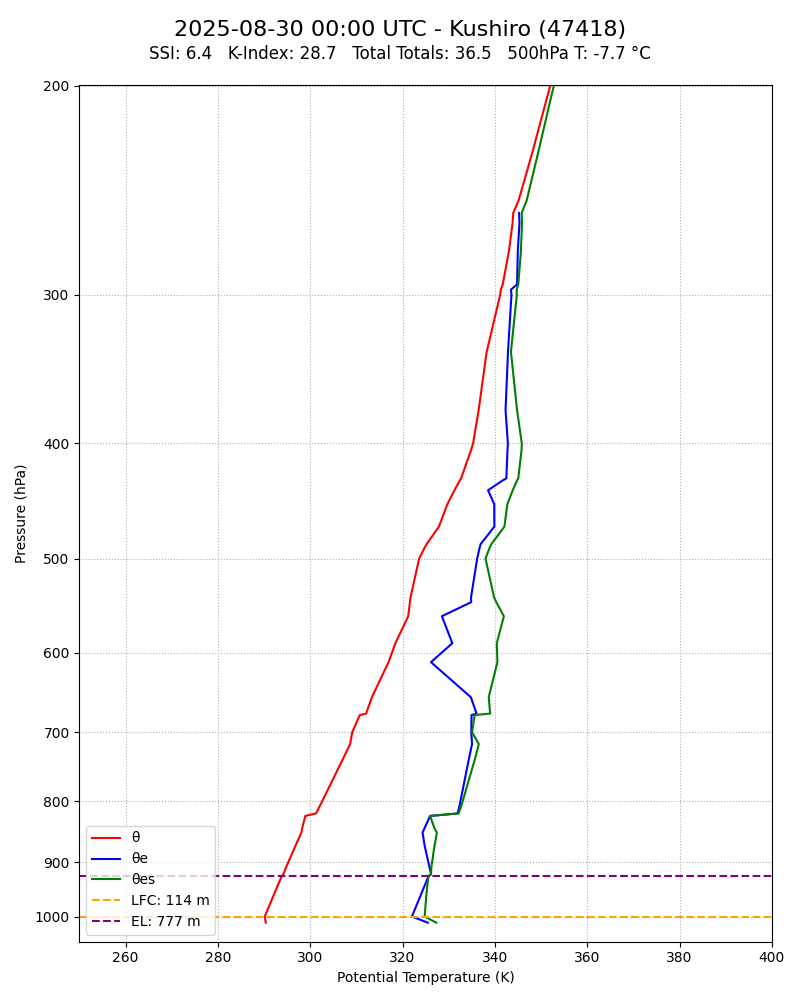 2025-08-30 00:00 UTC - Kushiro (47418)
SSI: 6.4   K-Index: 28.7   Total Totals: 36.5   500hPa T: -7.7 °C
200
300
400
500
600
700
800
900
1000
Pressure (hPa)
θ
θe
θes
LFC: 114 m
EL: 777 m
260
280
300
320
340
360
380
400
Potential Temperature (K)